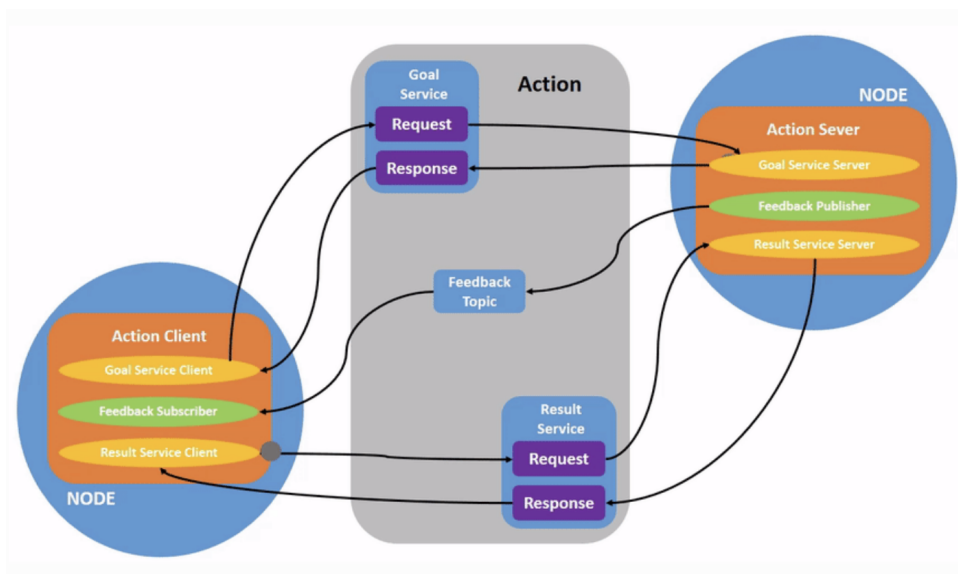 Goal
Service
Action
Request
Response
NODE
Action Sever
Goal Service Server
Feedback Publisher
Result Service Server
Feedback
Topic
Action Client
Goal Service Client
Feedback Subscriber
Result Service Client
NODE
Result
Service
Request
Response